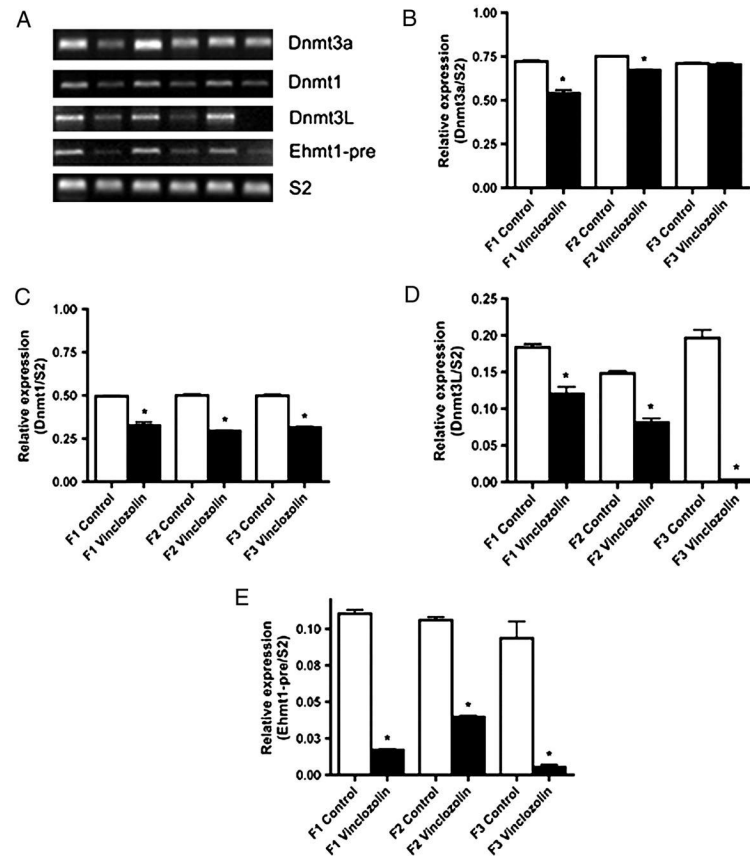 A
Dnmt3a
Dnmt1
Dnmt3L
Ehmt1-pre
S2
B
Relative expression
(Dnmt3a/S2)
1.00
0.75
0.50
0.25
0.00
*
*
F1 Control
F1 Vinclozolin
F2 Control
F2 Vinclozolin
F3 Control
F3 Vinclozolin
C
Relative expression
(Dnmt1/S2)
1.00
0.75
0.50
0.25
0.00
*
*
*
F1 Control
F1 Vinclozolin
F2 Control
F2 Vinclozolin
F3 Control
F3 Vinclozolin
D
Relative expression
(Dnmt3L/S2)
0.25
0.20
0.15
0.10
0.05
0.00
*
*
*
F1 Control
F1 Vinclozolin
F2 Control
F2 Vinclozolin
F3 Control
F3 Vinclozolin
E
Relative expression
(Ehmt1-pre/S2)
0.10
0.08
0.05
0.03
0.00
*
*
*
F1 Control
F1 Vinclozolin
F2 Control
F2 Vinclozolin
F3 Control
F3 Vinclozolin